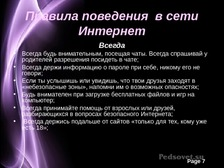 Правила поведения в сети
Интернет
Всегда
Всегда будь внимательным, посещая чаты. Всегда спрашивай у
родителей разрешения посидеть в чате;
Всегда держи информацию о пароле при себе, никому его не
говори;
Если ты услышишь или увидишь, что твои друзья заходят в
«небезопасные зоны», напомни им о возможных опасностях;
Будь внимателен при загрузке бесплатных файлов и игр на
компьютер;
Всегда принимайте помощь от взрослых или друзей,
разбирающихся в вопросах безопасного Интернета;
Всегда держись подальше от сайтов «только для тех, кому уже
есть 18»;
Page 7
Pedsovet.su